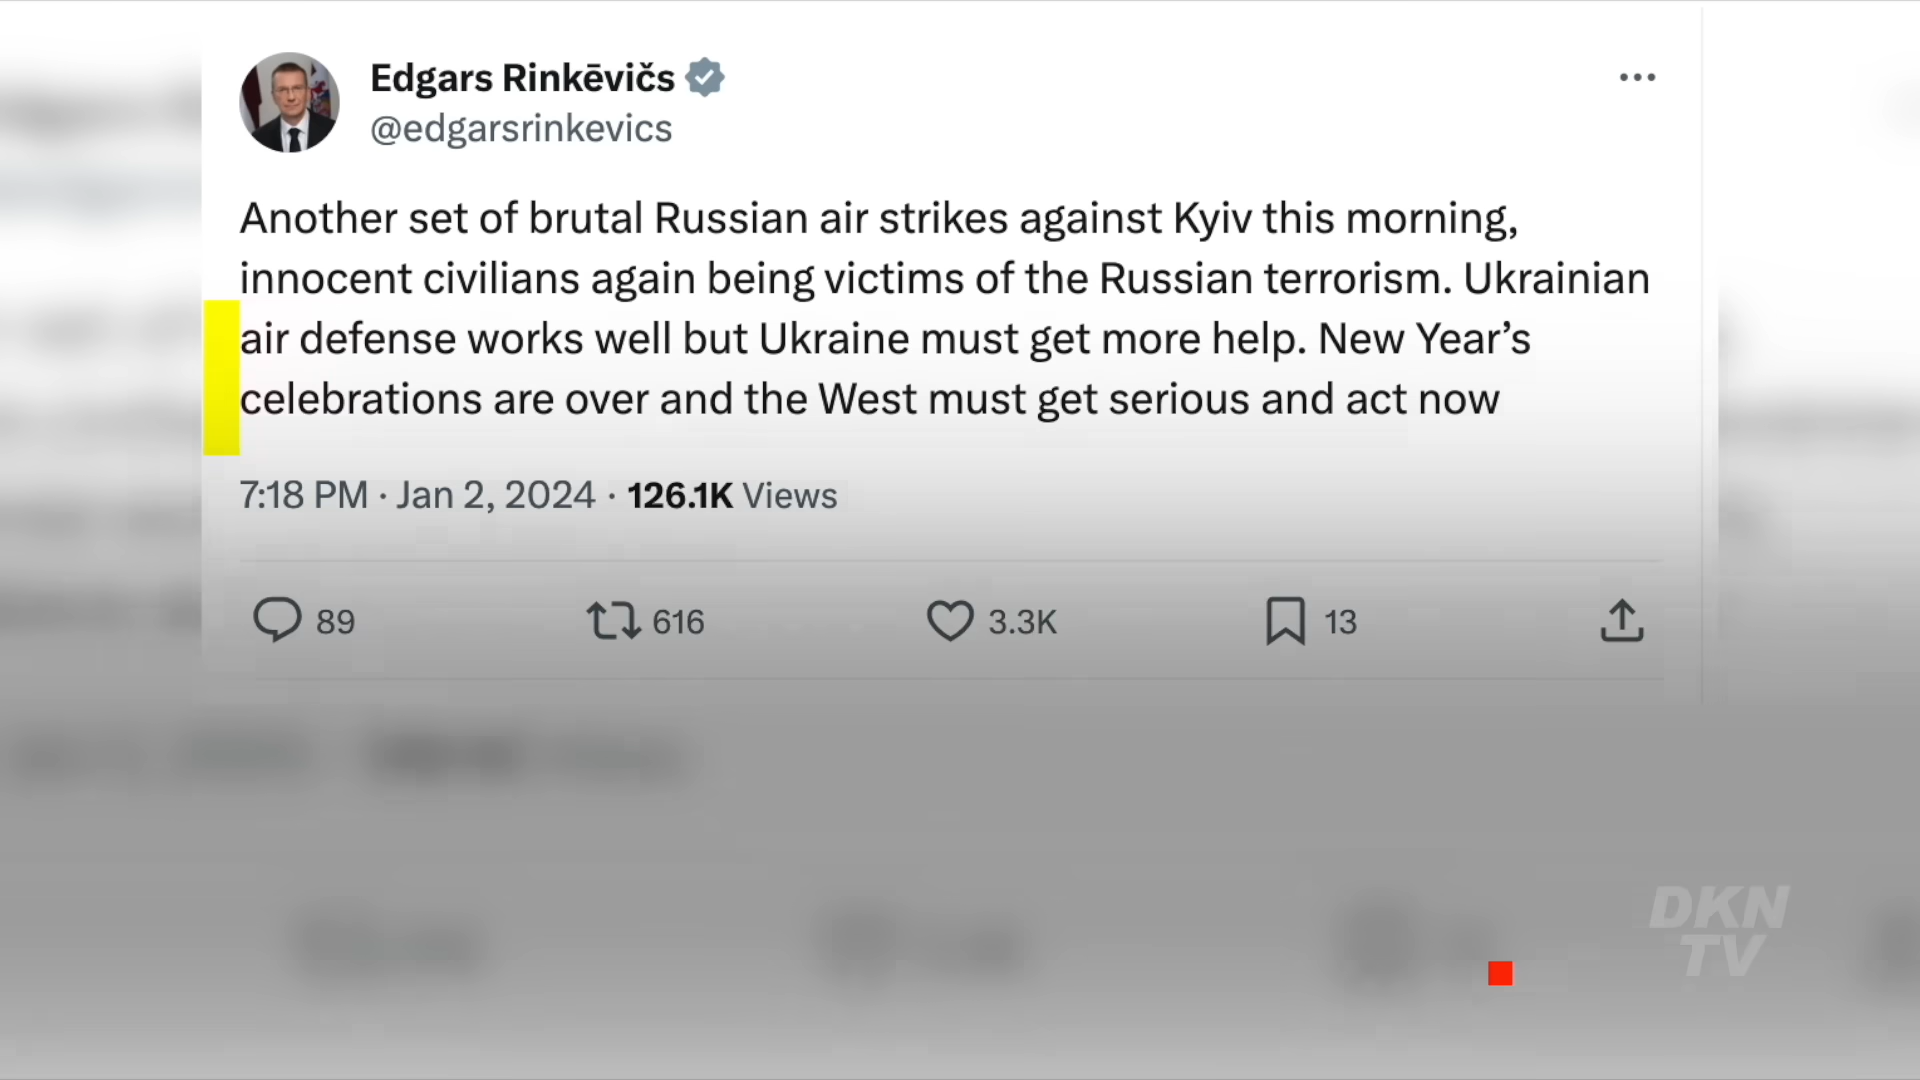 Edgars Rinkēvičs
@edgarsrinkevics
Another set of brutal Russian air strikes against Kyiv this morning,
innocent civilians again being victims of the Russian terrorism. Ukrainian
air defense works well but Ukraine must get more help. New Year’s
celebrations are over and the West must get serious and act now
7:18 PM · Jan 2, 2024 · 126.1K Views
89 616 3.3K 13
DKN
TV